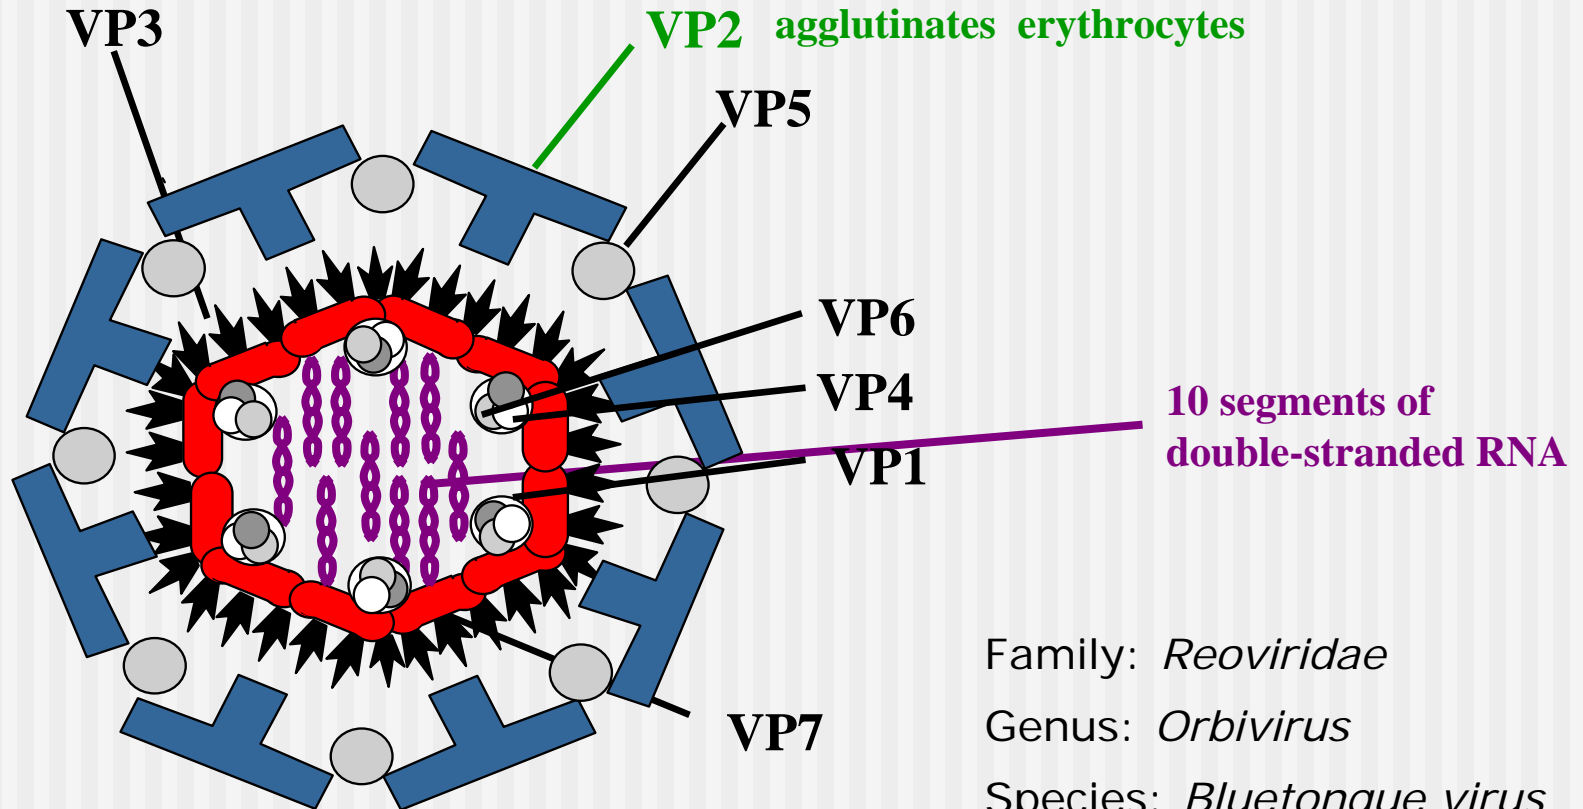 VP3
VP2 agglutinates erythrocytes
VP5
VP6
VP4
10 segments of
double-stranded RNA
VP1
Family: Reoviridae
VP7
Genus: Orbivirus
Species: Bluetongue virus